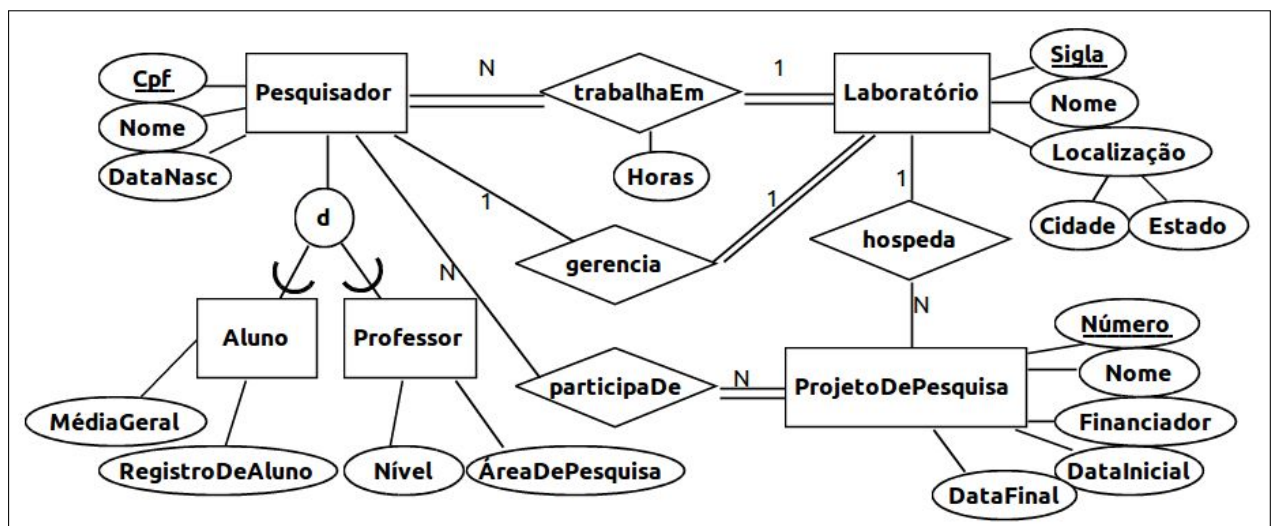 Cpf
Nome
DataNasc
Pesquisador
N
trabalhaEm
Horas
1
Laboratório
Sigla
Nome
Localização
Cidade
Estado
d
1
gerencia
1
1
hospeda
N
Aluno
Professor
MédiaGeral
RegistroDeAluno
Nível
ÁreaDePesquisa
N
participaDe
N
ProjetoDePesquisa
Número
Nome
Financiador
DataInicial
DataFinal